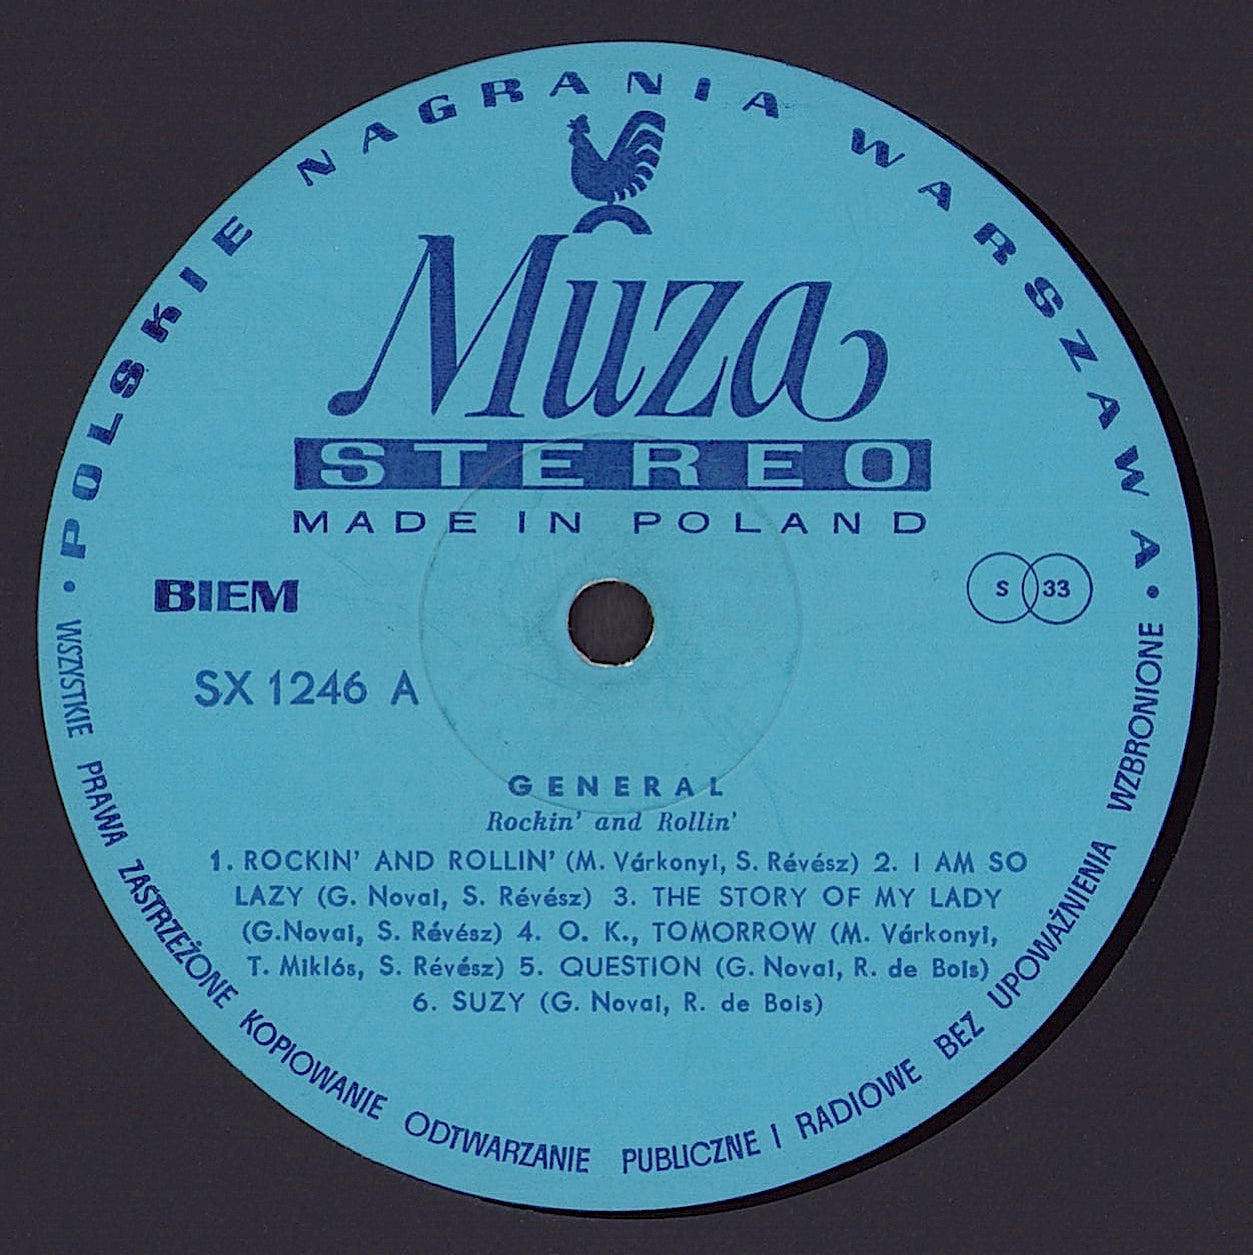 POLSKIE NAGRANIA WARSZAWA
Muza
STEREO
MADE IN POLAND
BIEM
S 33
SX 1246 A
GENERAL
Rockin' and Rollin'
1. ROCKIN' AND ROLLIN' (M. Várkonyi, S. Révész) 2. I AM SO
LAZY (G. Novai, S. Révész) 3. THE STORY OF MY LADY
(G.Novai, S. Révész) 4. O. K., TOMORROW (M. Várkonyi,
T. Miklós, S. Révész) 5. QUESTION (G. Novai, R. de Bois)
6. SUZY (G. Novai, R. de Bois)
· WSZYSTKIE PRAWA ZASTRZEŻONE KOPIOWANIE ODTWARZANIE PUBLICZNE I RADIOWE BEZ UPOWAŻNIENIA WZBRONIONE ·